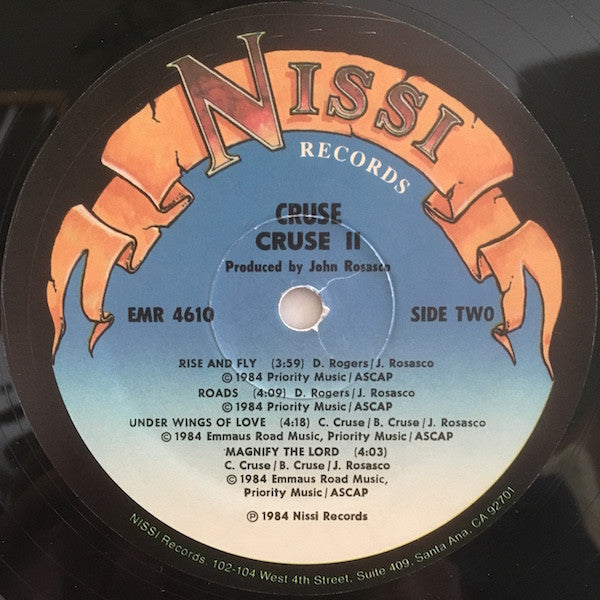 NISSI
RECORDS
CRUSE
CRUSE II
Produced by John Rosasco
EMR 4610
SIDE TWO
RISE AND FLY (3:59) D. Rogers/J. Rosasco
© 1984 Priority Music/ASCAP
ROADS (4:09) D. Rogers/J. Rosasco
© 1984 Priority Music/ASCAP
UNDER WINGS OF LOVE (4:18) C. Cruse/B. Cruse/J. Rosasco
© 1984 Emmaus Road Music, Priority Music/ASCAP
MAGNIFY THE LORD (4:03)
C. Cruse/B. Cruse/J. Rosasco
© 1984 Emmaus Road Music,
Priority Music/ASCAP
℗ 1984 Nissi Records
NISSI Records, 102-104 West 4th Street, Suite 409, Santa Ana, CA 92701